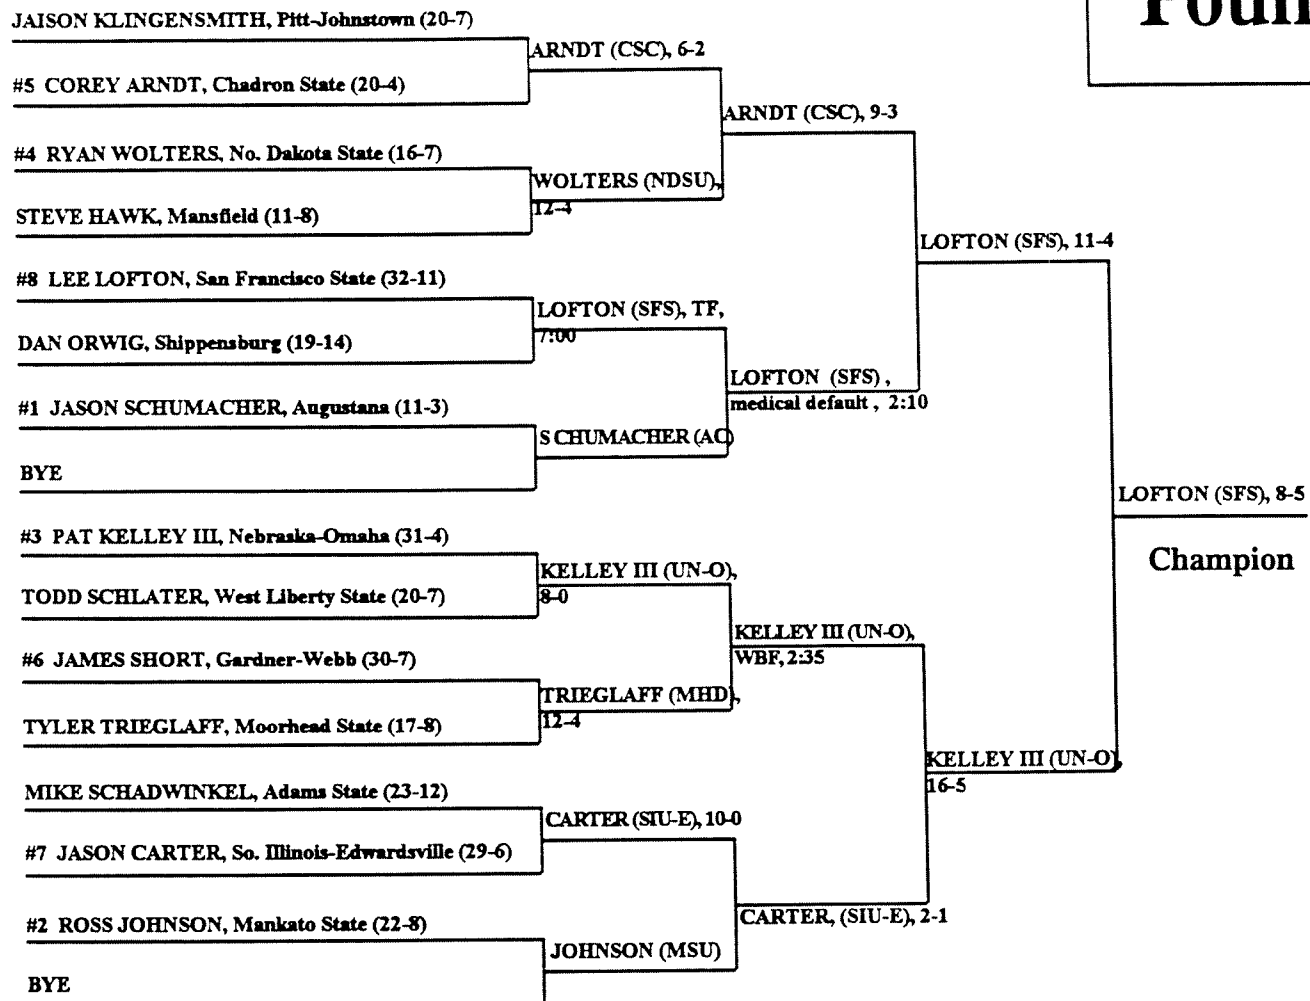 JAISON KLINGENSMITH, Pitt-Johnstown (20-7)
ARNDT (CSC), 6-2
#5 COREY ARNDT, Chadron State (20-4)
ARNDT (CSC), 9-3
#4 RYAN WOLTERS, No. Dakota State (16-7)
WOLTERS (NDSU),
12-4
STEVE HAWK, Mansfield (11-8)
LOFTON (SFS), 11-4
#8 LEE LOFTON, San Francisco State (32-11)
LOFTON (SFS), TF,
7:00
DAN ORWIG, Shippensburg (19-14)
LOFTON (SFS) ,
medical default , 2:10
#1 JASON SCHUMACHER, Augustana (11-3)
SCHUMACHER (AC)
BYE
LOFTON (SFS), 8-5
Champion
#3 PAT KELLEY III, Nebraska-Omaha (31-4)
KELLEY III (UN-O),
8-0
TODD SCHLATER, West Liberty State (20-7)
KELLEY III (UN-O),
WBF, 2:35
#6 JAMES SHORT, Gardner-Webb (30-7)
TRIEGLAFF (MHD),
12-4
TYLER TRIEGLAFF, Moorhead State (17-8)
KELLEY III (UN-O),
16-5
MIKE SCHADWINKEL, Adams State (23-12)
CARTER (SIU-E), 10-0
#7 JASON CARTER, So. Illinois-Edwardsville (29-6)
CARTER, (SIU-E), 2-1
#2 ROSS JOHNSON, Mankato State (22-8)
JOHNSON (MSU)
BYE